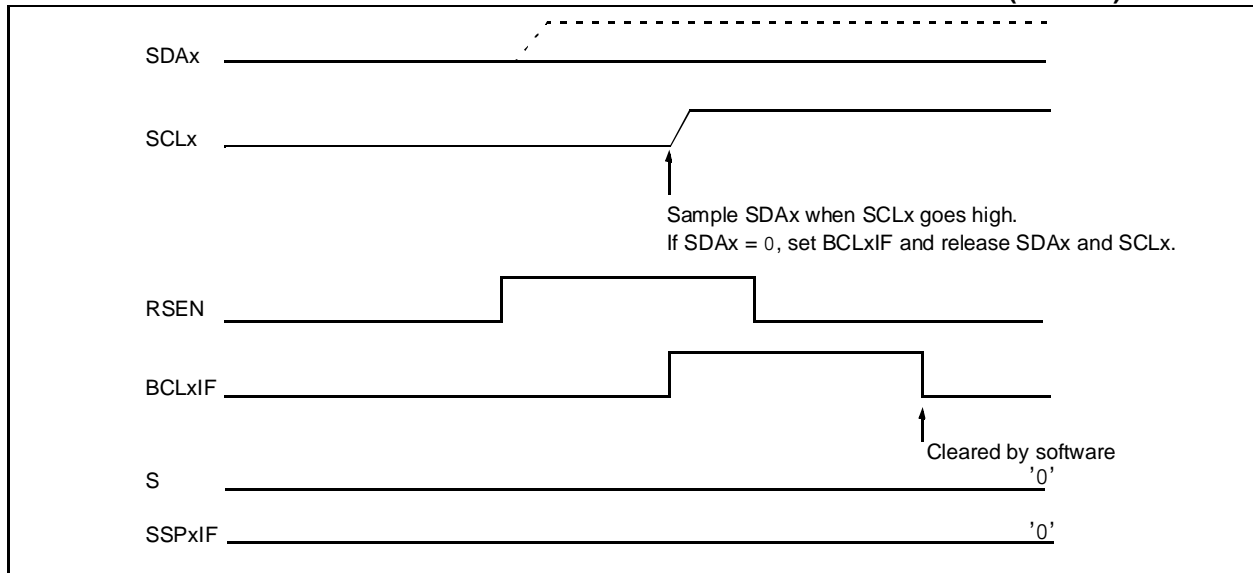 SDAx
SCLx
Sample SDAx when SCLx goes high.
If SDAx = 0, set BCLxIF and release SDAx and SCLx.
RSEN
BCLxIF
Cleared by software
S
'0'
SSPxIF
'0'